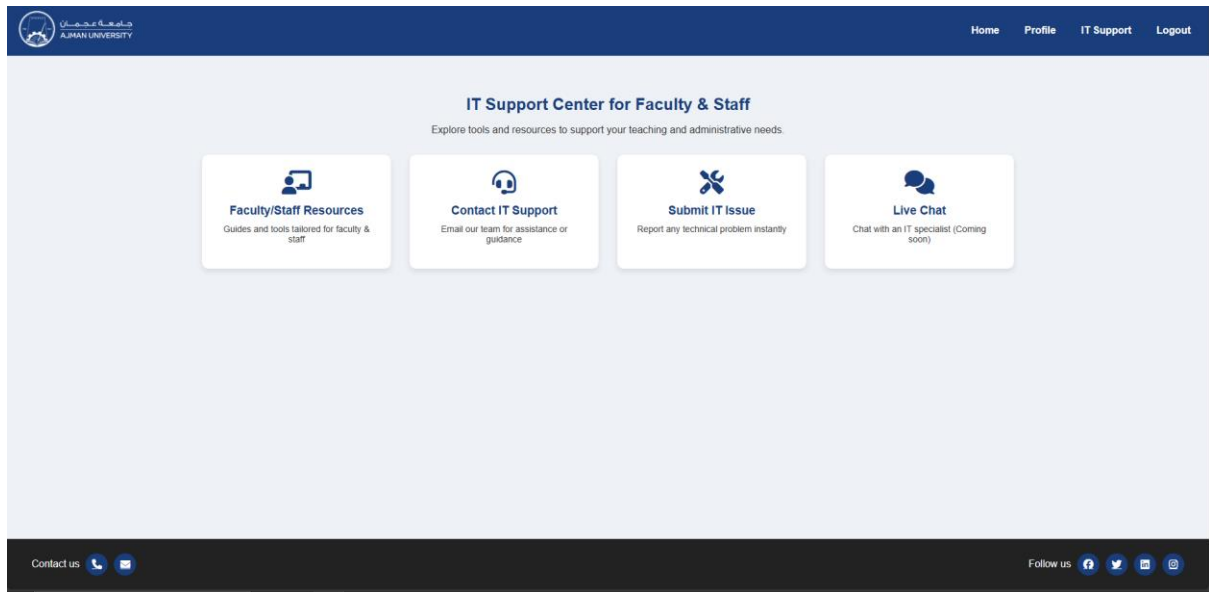 جامعة عجمان
AJMAN UNIVERSITY
Home Profile IT Support Logout
IT Support Center for Faculty & Staff
Explore tools and resources to support your teaching and administrative needs.
Faculty/Staff Resources
Guides and tools tailored for faculty &
staff
Contact IT Support
Email our team for assistance or
guidance
Submit IT Issue
Report any technical problem instantly
Live Chat
Chat with an IT specialist (Coming
soon)
Contact us
Follow us